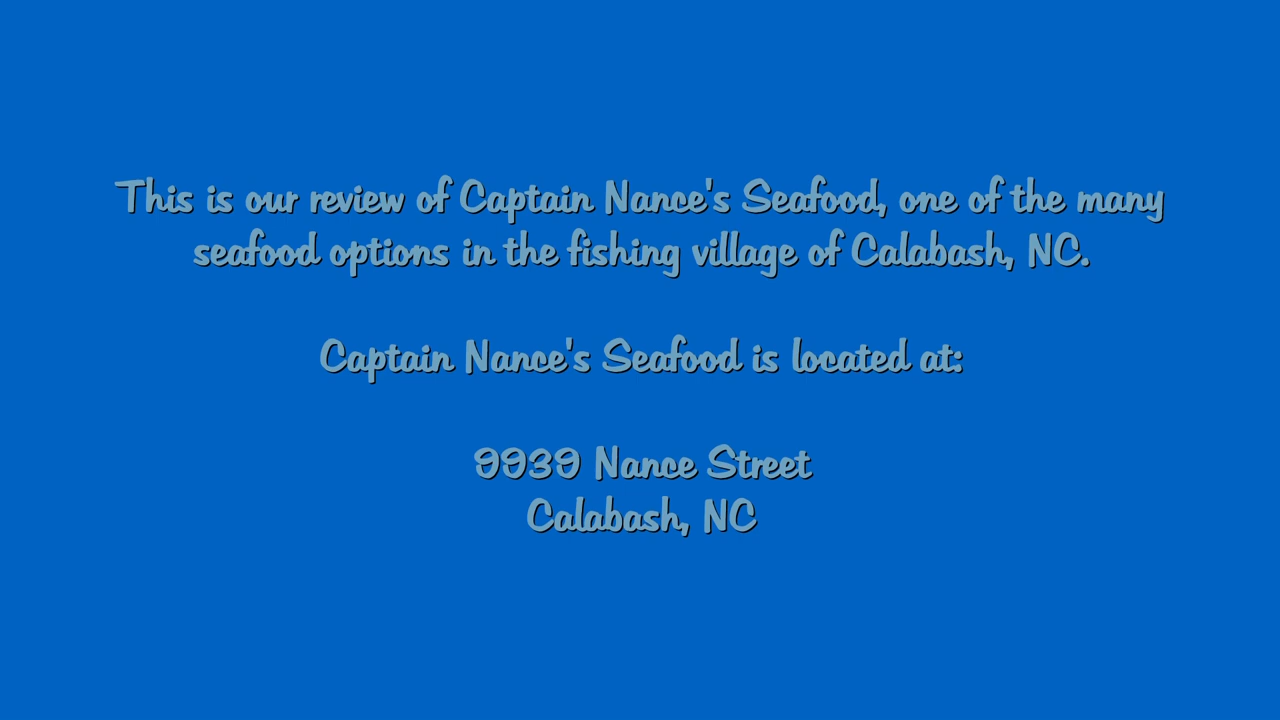 This is our review of Captain Nance's Seafood, one of the many
seafood options in the fishing village of Calabash, NC.
Captain Nance's Seafood is located at:
9939 Nance Street
Calabash, NC